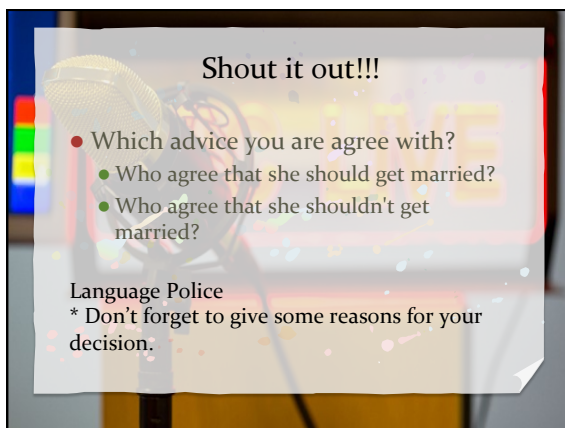 Shout it out!!!
● Which advice you are agree with?
● Who agree that she should get married?
● Who agree that she shouldn't get
married?
Language Police
* Don't forget to give some reasons for your
decision.
LIVE